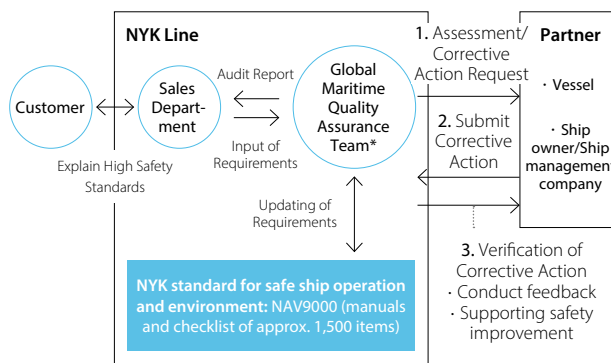 NYK Line
Partner
1. Assessment/
Corrective
Action Request
Customer
Sales
Depart-
ment
Audit Report
Input of
Requirements
Global
Maritime
Quality
Assurance
Team*
· Vessel
· Ship
owner/Ship
management
company
2. Submit
Corrective
Action
Explain High Safety
Standards
Updating of
Requirements
3. Verification of
Corrective Action
· Conduct feedback
· Supporting safety
improvement
NYK standard for safe ship operation
and environment: NAV9000 (manuals
and checklist of approx. 1,500 items)